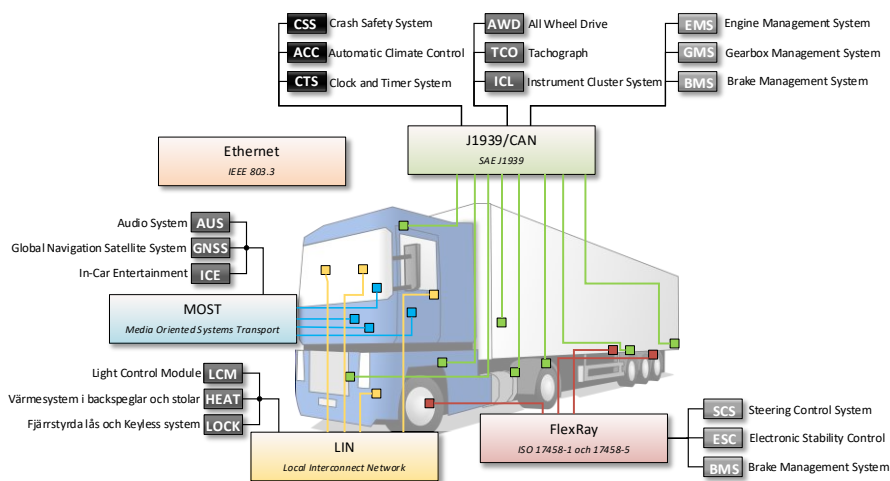 CSS Crash Safety System
ACC Automatic Climate Control
CTS Clock and Timer System
AWD All Wheel Drive
TCO Tachograph
ICL Instrument Cluster System
EMS Engine Management System
GMS Gearbox Management System
BMS Brake Management System
J1939/CAN
SAE J1939
Ethernet
IEEE 803.3
Audio System AUS
Global Navigation Satellite System GNSS
In-Car Entertainment ICE
MOST
Media Oriented Systems Transport
Light Control Module LCM
Värmesystem i backspeglar och stolar HEAT
Fjärrstyrda lås och Keyless system LOCK
LIN
Local Interconnect Network
FlexRay
ISO 17458-1 och 17458-5
SCS Steering Control System
ESC Electronic Stability Control
BMS Brake Management System